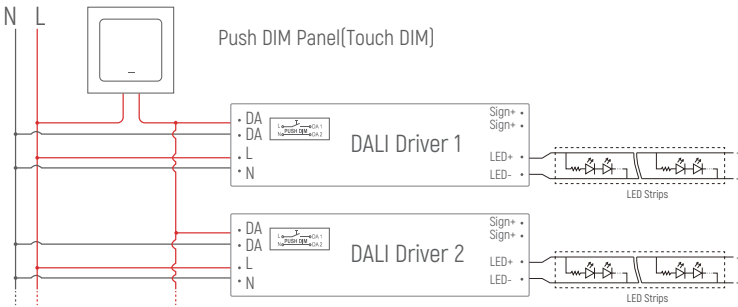 N L
Push DIM Panel(Touch DIM)
DA
DA
L
N
L DA 1
PUSH DIM
N DA 2
DALI Driver 1
Sign+
Sign+
LED+
LED-
LED Strips
DA
DA
L
N
L DA 1
PUSH DIM
N DA 2
DALI Driver 2
Sign+
Sign+
LED+
LED-
LED Strips